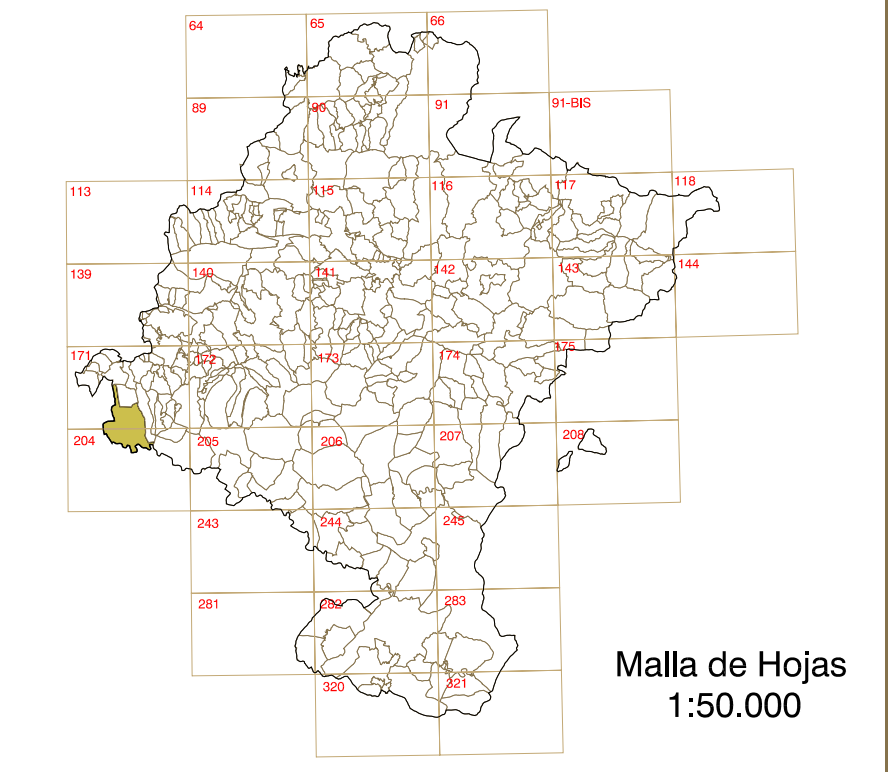 64 65 66
89 90 91 91-BIS
113 114 115 116 117 118
139 140 141 142 143 144
171 172 173 174 175
204 205 206 207 208
243 244 245
281 282 283
320 321
Malla de Hojas
1:50.000